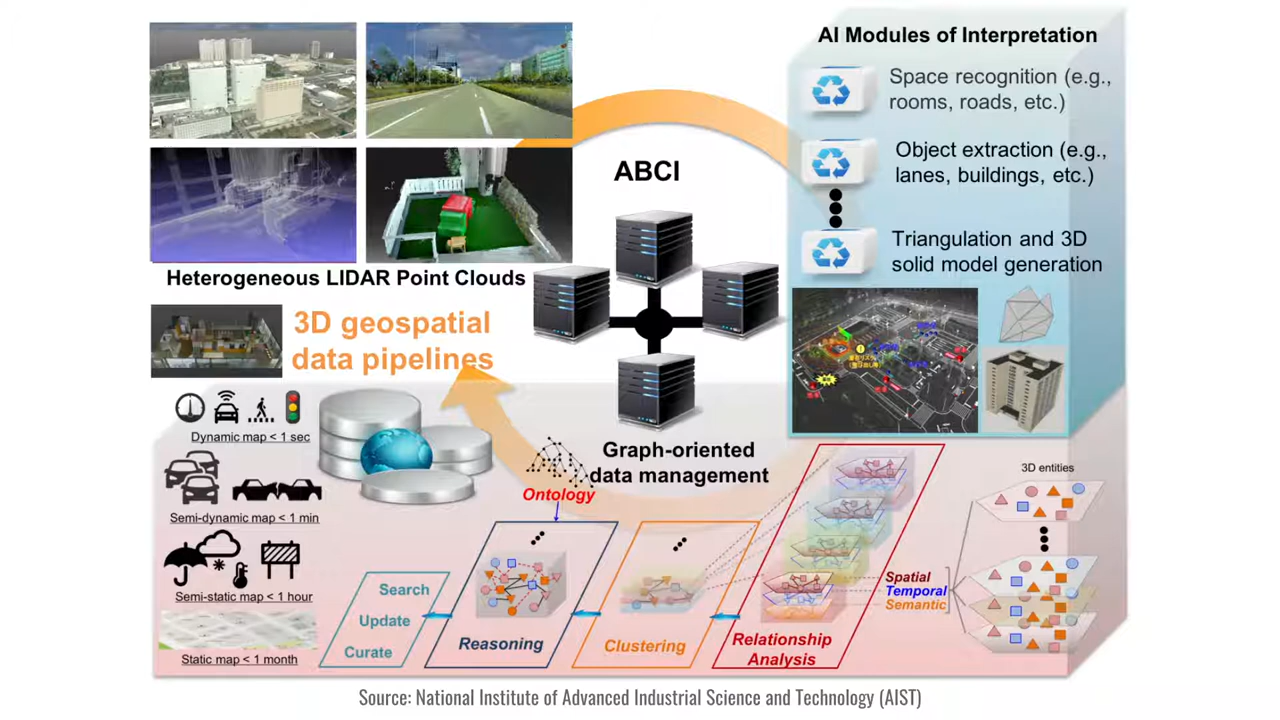 AI Modules of Interpretation
Space recognition (e.g.,
rooms, roads, etc.)
Object extraction (e.g.,
lanes, buildings, etc.)
Triangulation and 3D
solid model generation
ABCI
Heterogeneous LIDAR Point Clouds
3D geospatial
data pipelines
Dynamic map < 1 sec
Semi-dynamic map < 1 min
Semi-static map < 1 hour
Static map < 1 month
Graph-oriented
data management
Ontology
Search
Update
Curate
Reasoning
Clustering
Relationship
Analysis
Spatial
Temporal
Semantic
3D entities
Source: National Institute of Advanced Industrial Science and Technology (AIST)